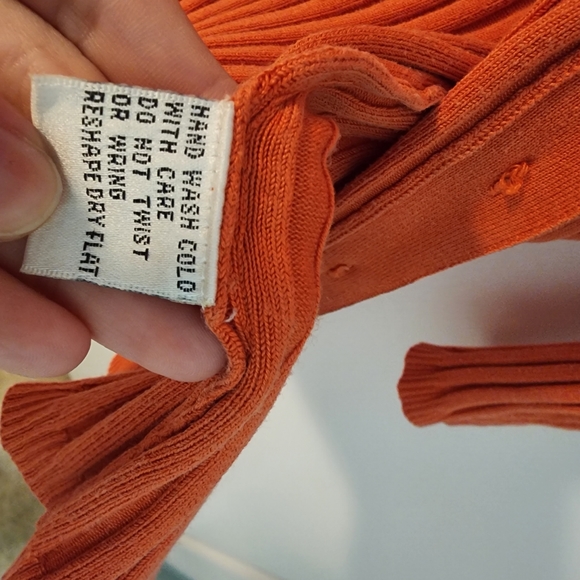 HAND WASH COLD
WITH CARE
DO NOT TWIST
OR WRING
RESHAPE DRY FLAT